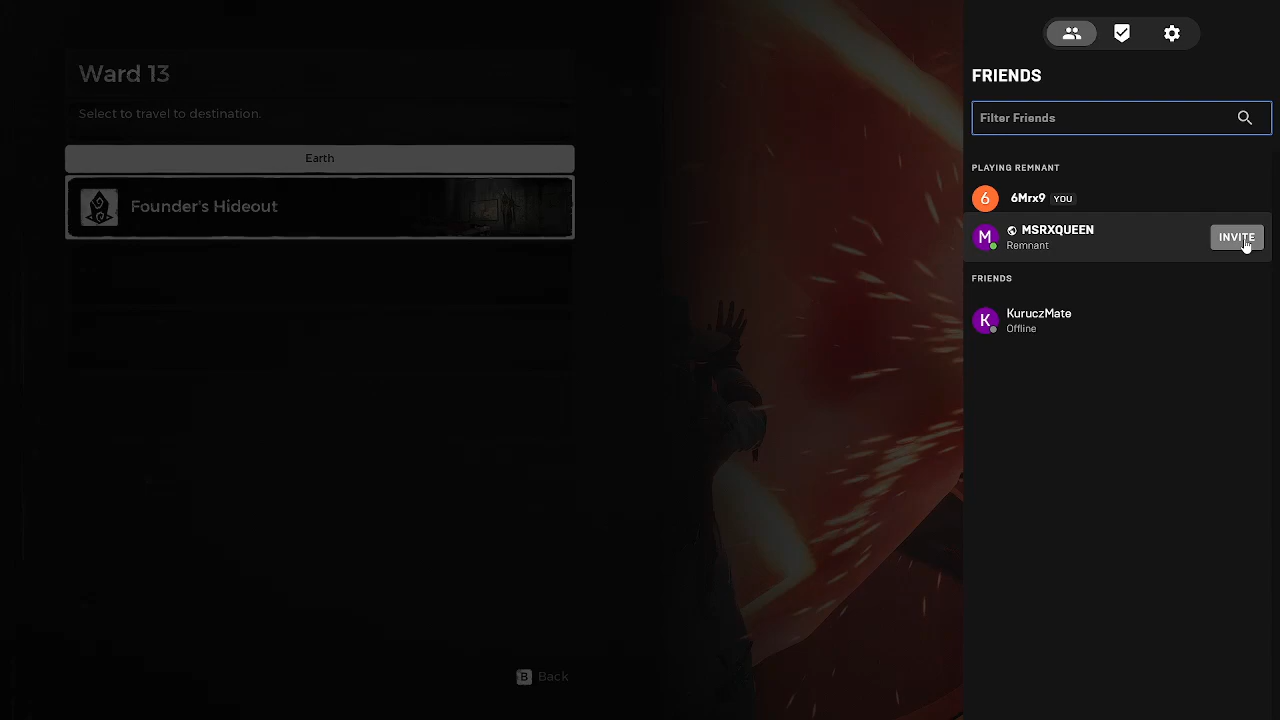 Ward 13
Select to travel to destination.
Earth
Founder's Hideout
B Back
FRIENDS
Filter Friends
PLAYING REMNANT
6 6Mrx9 YOU
M MSRXQUEEN
Remnant
INVITE
FRIENDS
K KuruczMate
Offline